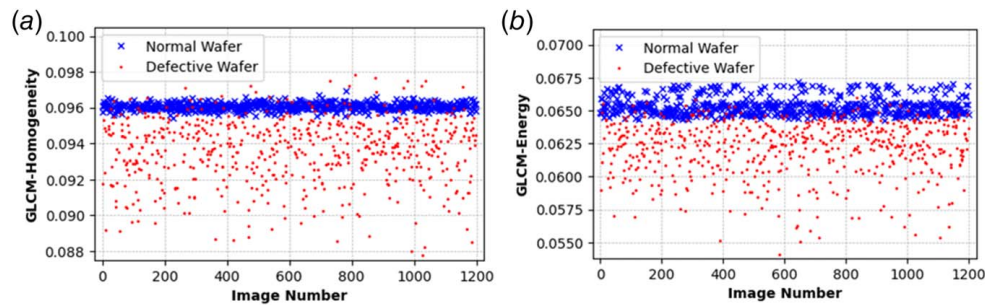 (a)
0.100
0.098
0.096
0.094
0.092
0.090
0.088
GLCM-Homogeneity
Normal Wafer
Defective Wafer
0 200 400 600 800 1000 1200
Image Number
(b)
0.0700
0.0675
0.0650
0.0625
0.0600
0.0575
0.0550
GLCM-Energy
Normal Wafer
Defective Wafer
0 200 400 600 800 1000 1200
Image Number